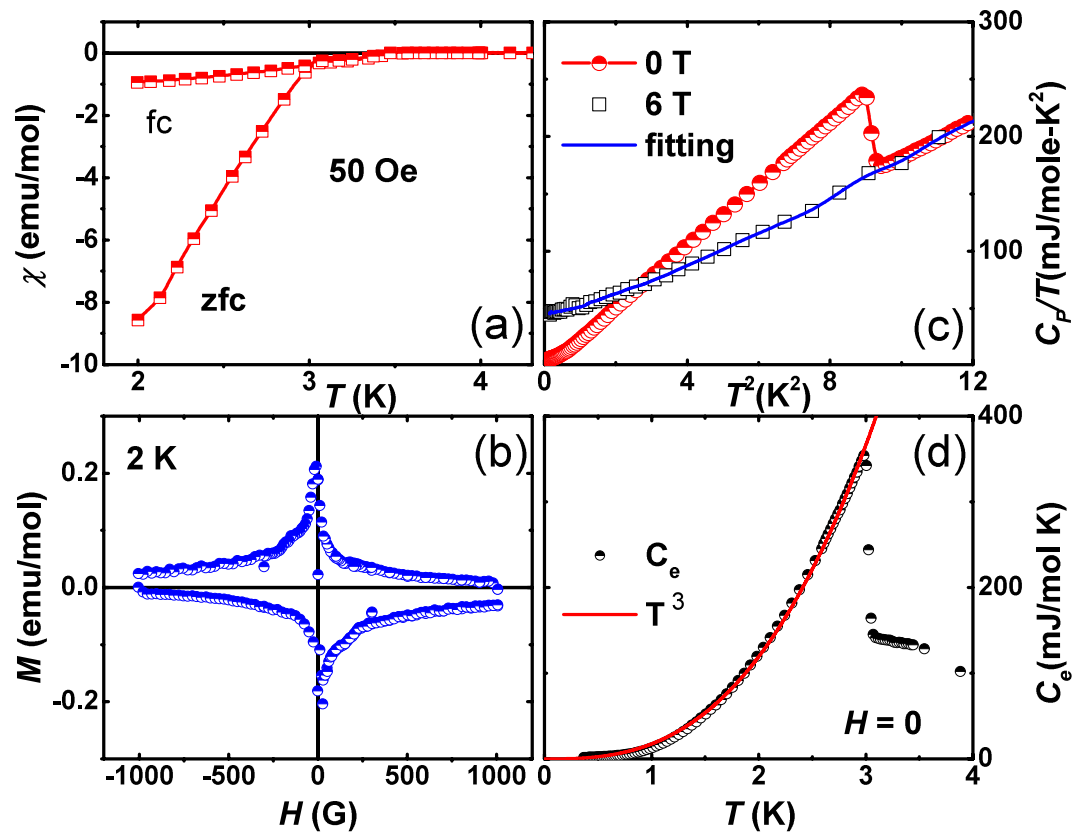 0
-2
-4
-6
-8
-10
χ (emu/mol)
fc
50 Oe
zfc
(a)
2 3 4
T (K)
0 T
6 T
fitting
(c)
300
200
100
C_P/T(mJ/mole-K²)
0 4 8 12
T²(K²)
2 K
(b)
0.2
0.0
-0.2
M (emu/mol)
-1000 -500 0 500 1000
H (G)
(d)
C_e
T³
H = 0
400
200
0
C_e(mJ/mol K)
0 1 2 3 4
T (K)